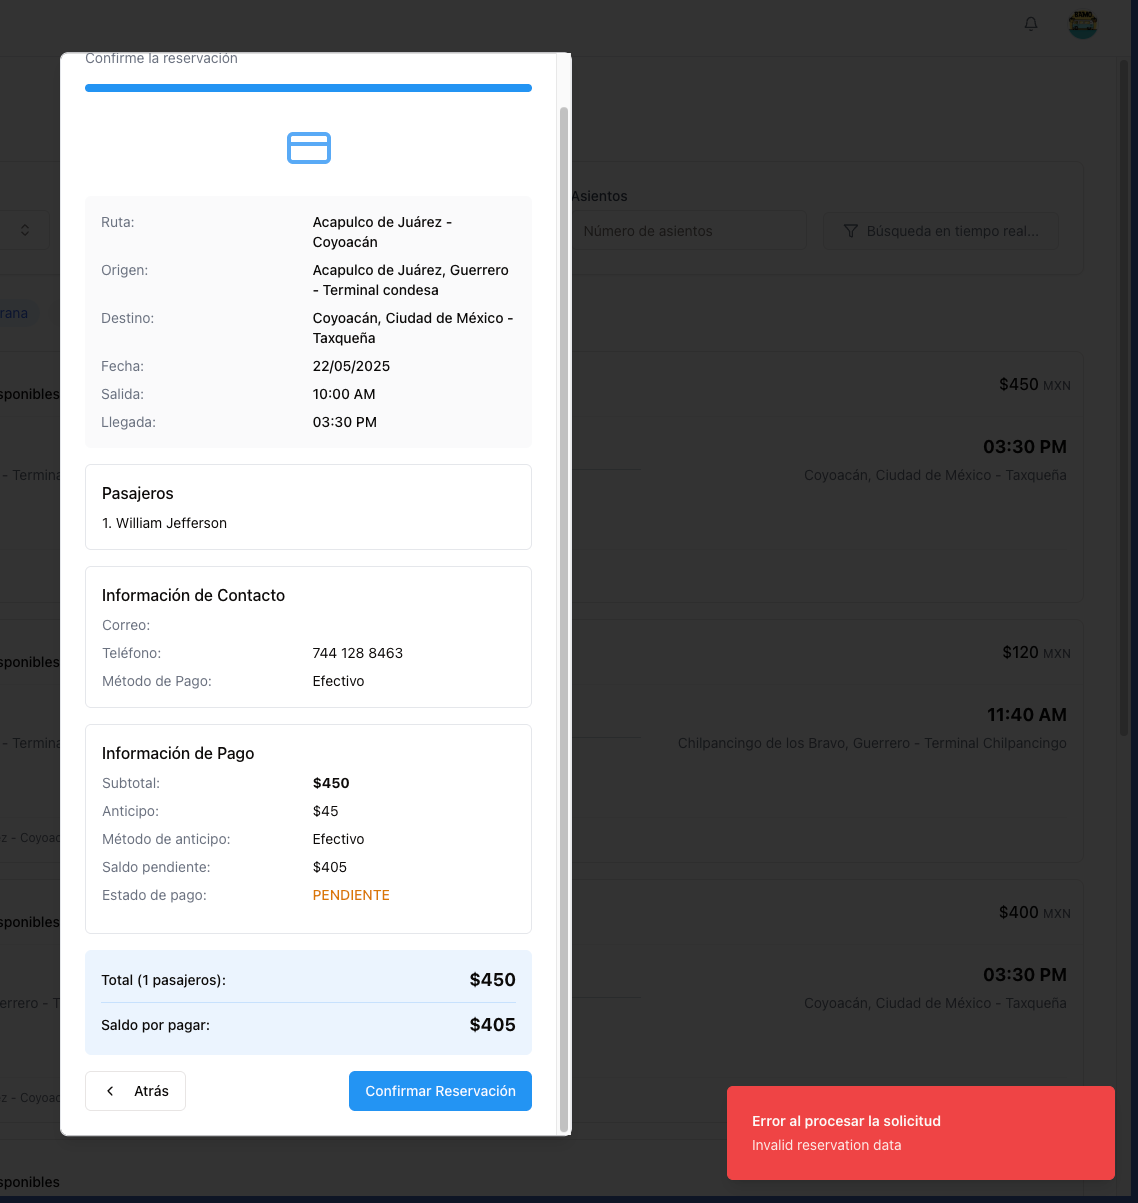 Confirme la reservación
Ruta:
Acapulco de Juárez -
Coyoacán
Origen:
Acapulco de Juárez, Guerrero
- Terminal condesa
Destino:
Coyoacán, Ciudad de México -
Taxqueña
Fecha:
22/05/2025
Salida:
10:00 AM
Llegada:
03:30 PM
Pasajeros
1. William Jefferson
Información de Contacto
Correo:
Teléfono:
744 128 8463
Método de Pago:
Efectivo
Información de Pago
Subtotal:
$450
Anticipo:
$45
Método de anticipo:
Efectivo
Saldo pendiente:
$405
Estado de pago:
PENDIENTE
Total (1 pasajeros):
$450
Saldo por pagar:
$405
Atrás
Confirmar Reservación
Asientos
Número de asientos
Búsqueda en tiempo real...
rana
sponibles
$450 MXN
03:30 PM
- Termina
Coyoacán, Ciudad de México - Taxqueña
sponibles
$120 MXN
11:40 AM
- Termina
Chilpancingo de los Bravo, Guerrero - Terminal Chilpancingo
z - Coyoac
sponibles
$400 MXN
03:30 PM
errero - T
Coyoacán, Ciudad de México - Taxqueña
z - Coyoac
sponibles
Error al procesar la solicitud
Invalid reservation data